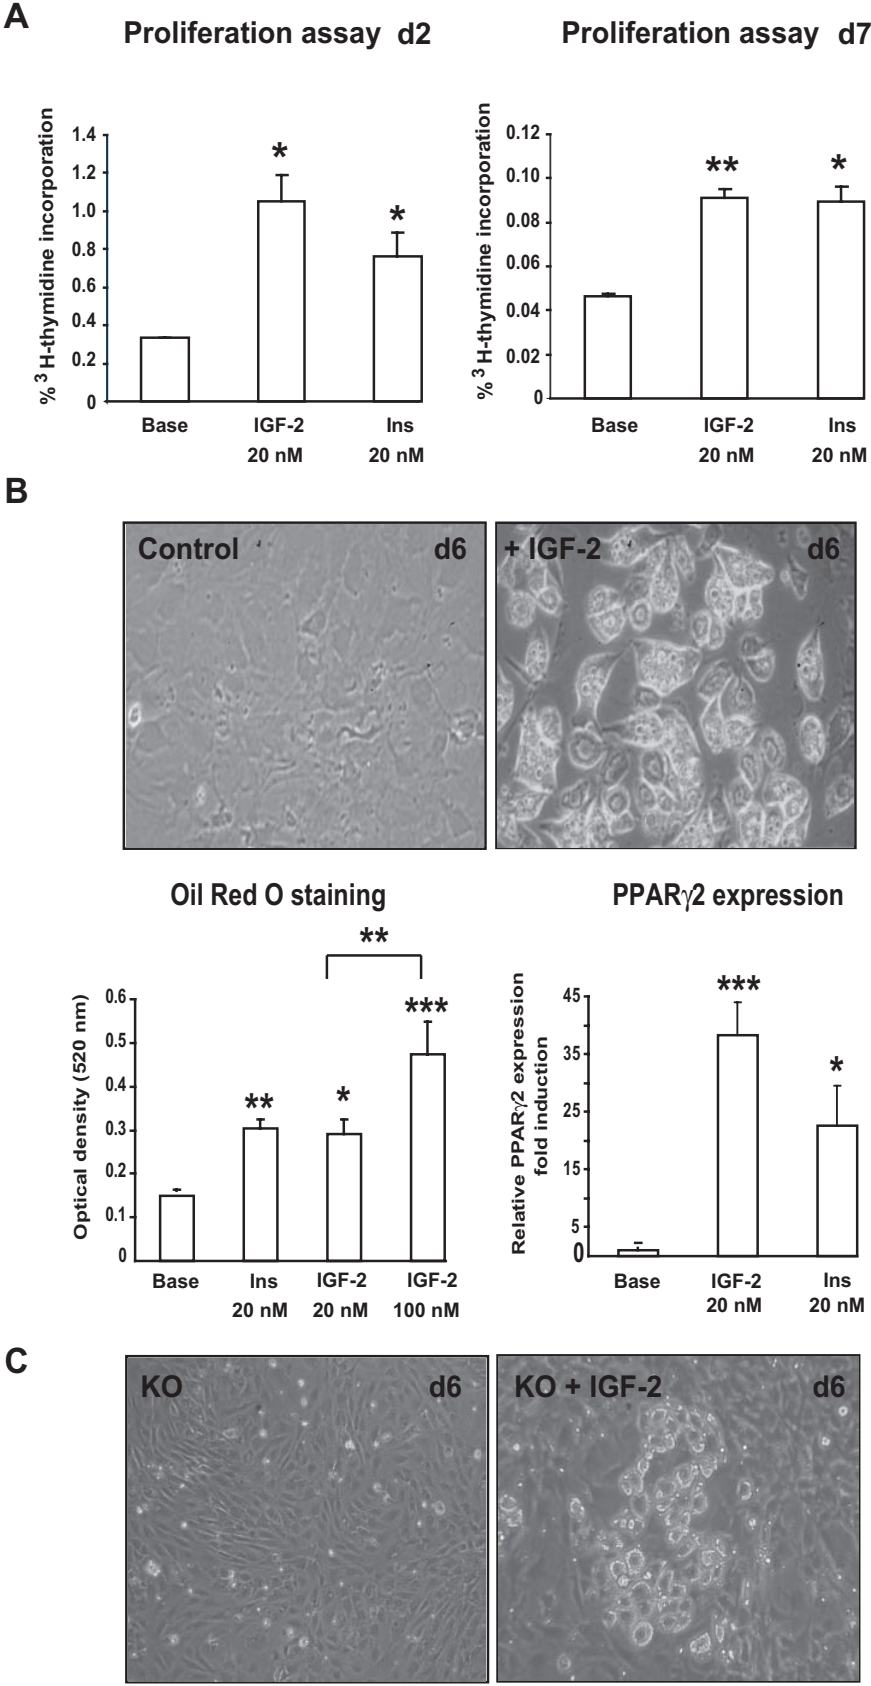 A
Proliferation assay d2
Proliferation assay d7
% 3 H-thymidine incorporation
1.4
1.2
1.0
0.8
0.6
0.4
0.2
0
*
*
Base
IGF-2
Ins
20 nM
20 nM
% 3 H-thymidine incorporation
0.12
0.10
0.08
0.06
0.04
0.02
0
**
*
Base
IGF-2
Ins
20 nM
20 nM
B
Control
d6
+ IGF-2
d6
Oil Red O staining
PPARγ2 expression
Optical density (520 nm)
0.6
0.5
0.4
0.3
0.2
0.1
0
**
**
*
***
Base
Ins
IGF-2
IGF-2
20 nM
20 nM
100 nM
Relative PPARγ2 expression
fold induction
45
35
25
15
5
0
***
*
Base
IGF-2
Ins
20 nM
20 nM
C
KO
d6
KO + IGF-2
d6